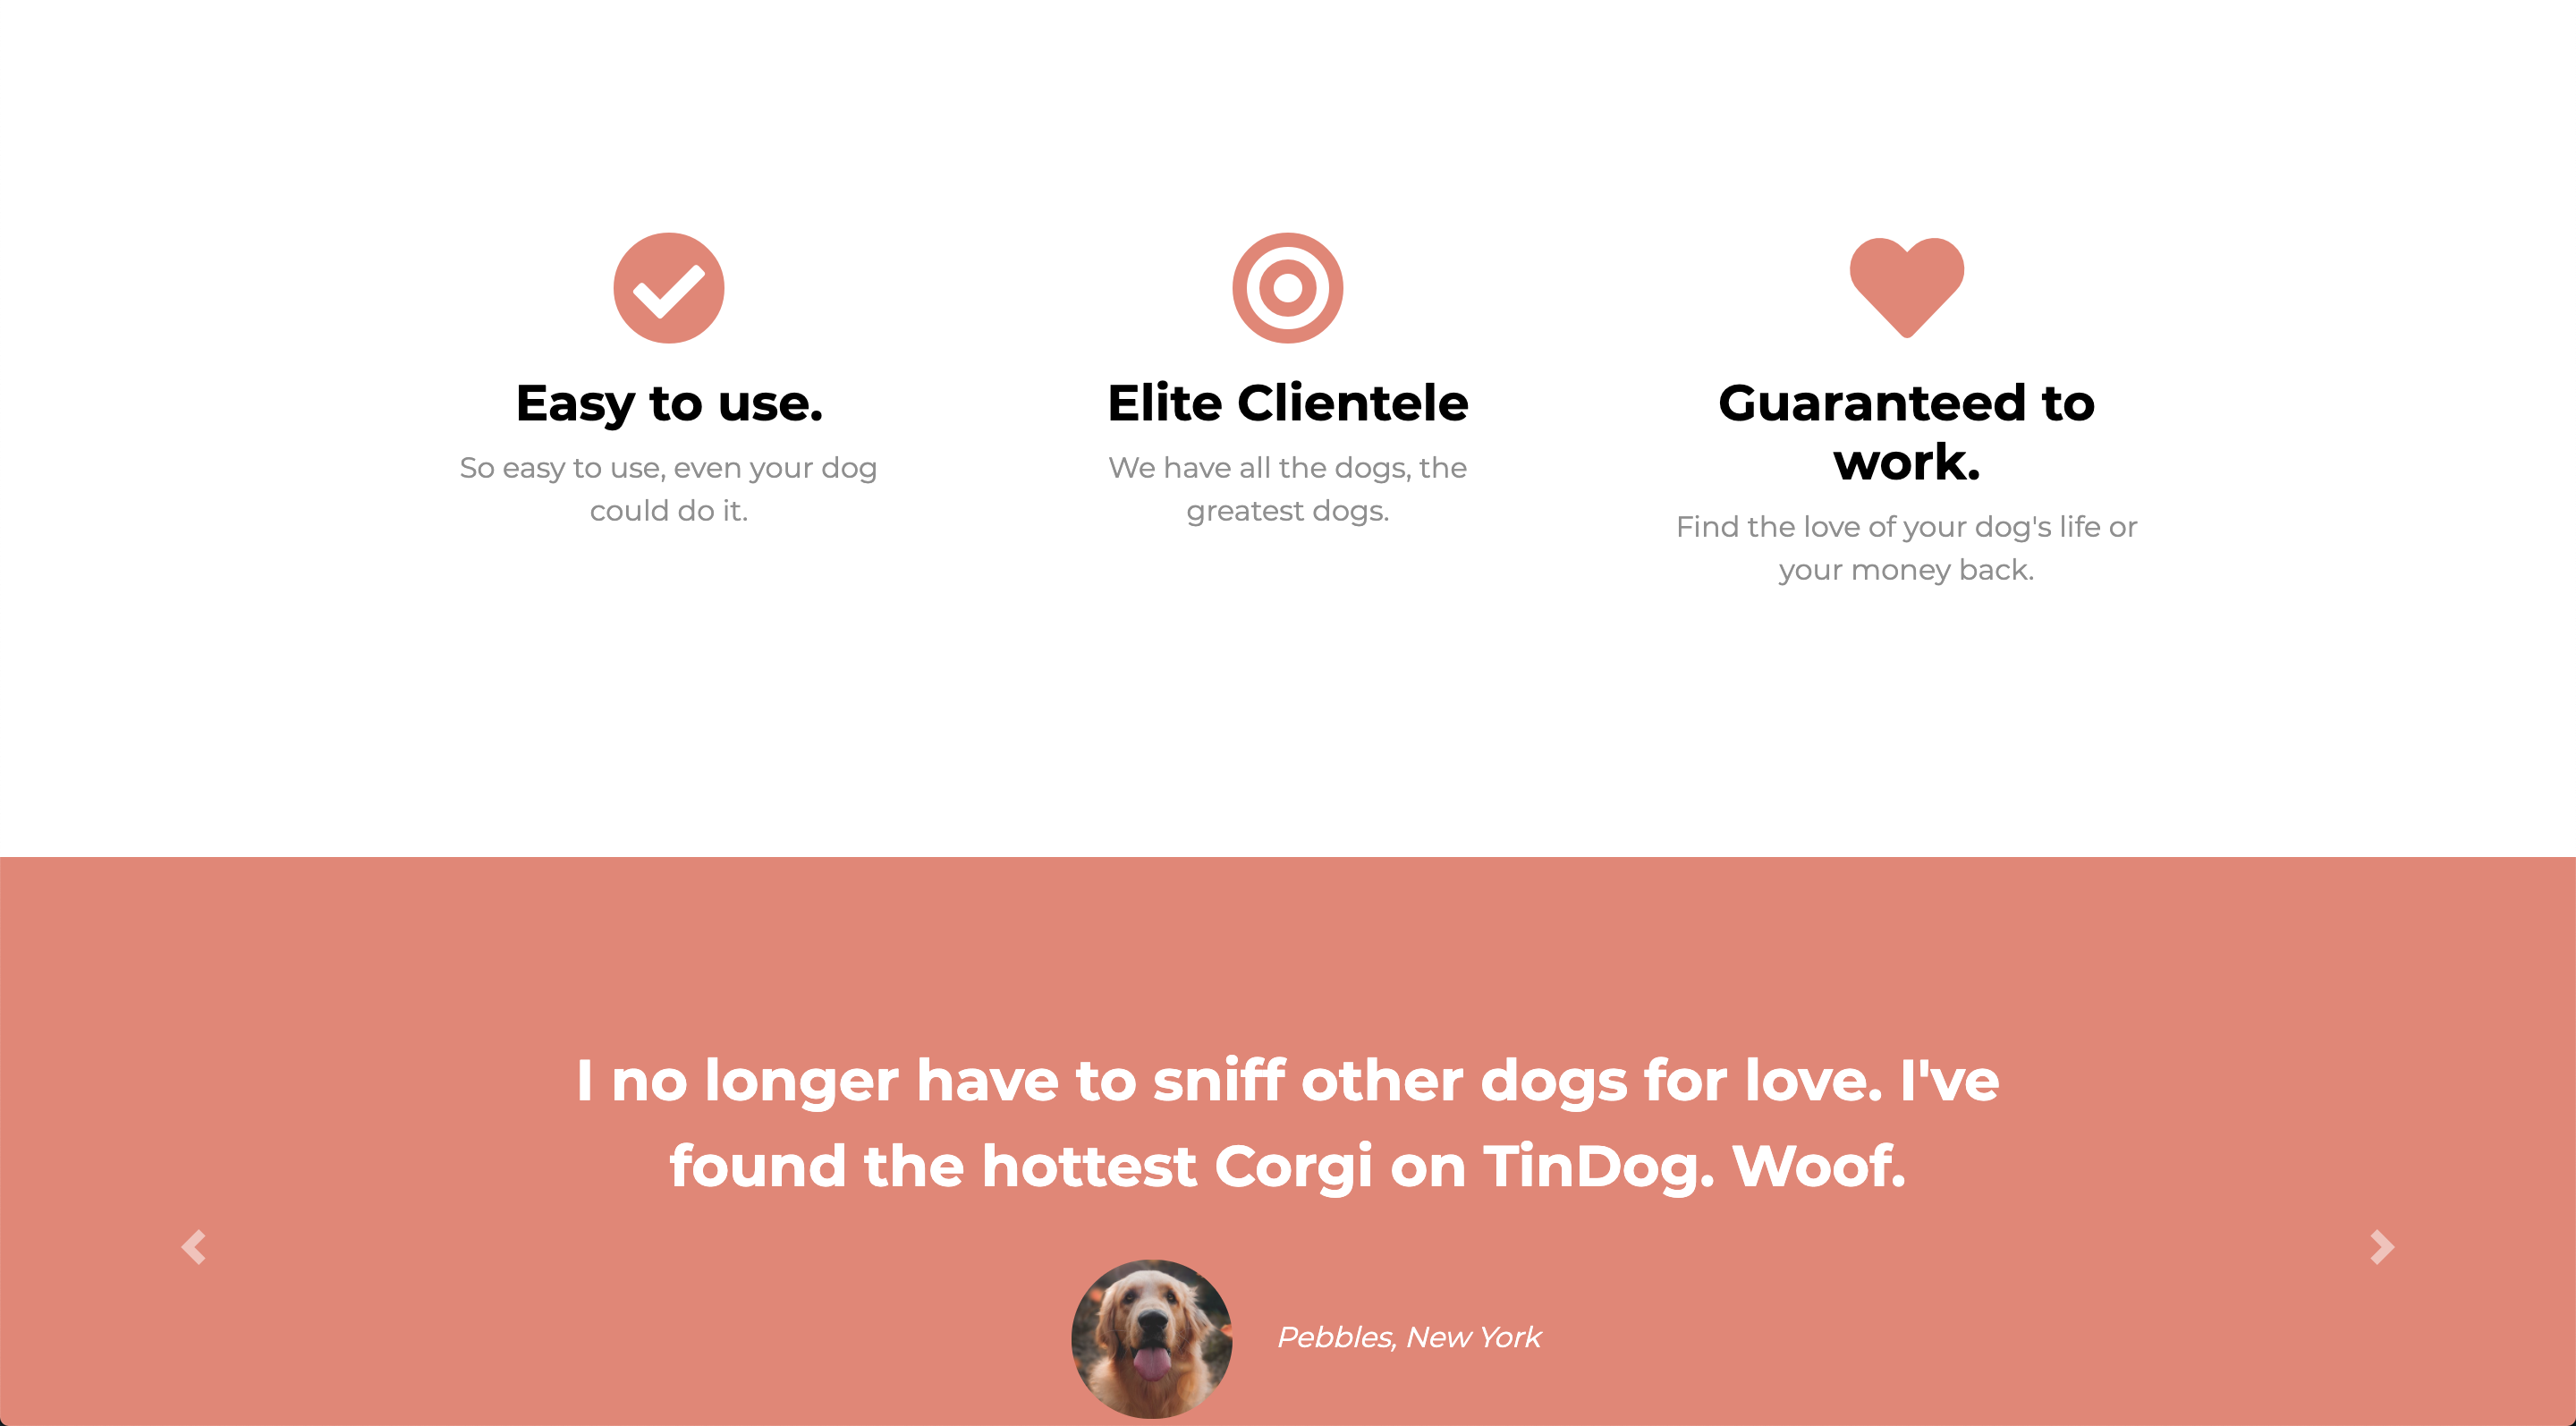 Easy to use.
So easy to use, even your dog
could do it.
Elite Clientele
We have all the dogs, the
greatest dogs.
Guaranteed to
work.
Find the love of your dog's life or
your money back.
I no longer have to sniff other dogs for love. I've
found the hottest Corgi on TinDog. Woof.
Pebbles, New York